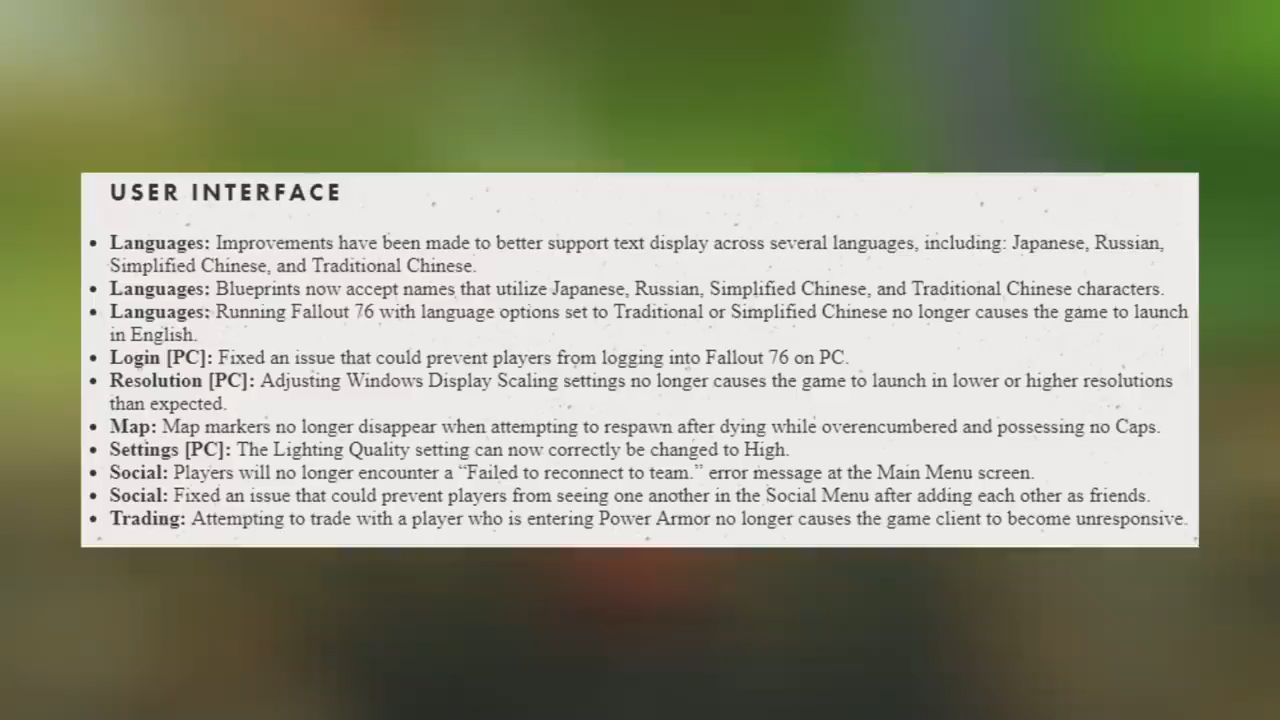 USER INTERFACE
• Languages: Improvements have been made to better support text display across several languages, including: Japanese, Russian,
Simplified Chinese, and Traditional Chinese.
• Languages: Blueprints now accept names that utilize Japanese, Russian, Simplified Chinese, and Traditional Chinese characters.
• Languages: Running Fallout 76 with language options set to Traditional or Simplified Chinese no longer causes the game to launch
in English.
• Login [PC]: Fixed an issue that could prevent players from logging into Fallout 76 on PC.
• Resolution [PC]: Adjusting Windows Display Scaling settings no longer causes the game to launch in lower or higher resolutions
than expected.
• Map: Map markers no longer disappear when attempting to respawn after dying while overencumbered and possessing no Caps.
• Settings [PC]: The Lighting Quality setting can now correctly be changed to High.
• Social: Players will no longer encounter a “Failed to reconnect to team.” error message at the Main Menu screen.
• Social: Fixed an issue that could prevent players from seeing one another in the Social Menu after adding each other as friends.
• Trading: Attempting to trade with a player who is entering Power Armor no longer causes the game client to become unresponsive.